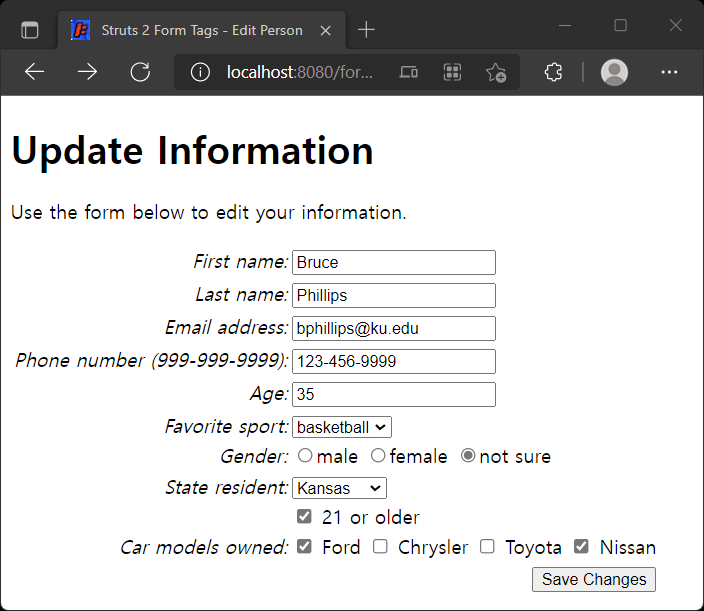 Struts 2 Form Tags - Edit Person
localhost:8080/for...
Update Information
Use the form below to edit your information.
First name: Bruce
Last name: Phillips
Email address: bphillips@ku.edu
Phone number (999-999-9999): 123-456-9999
Age: 35
Favorite sport: basketball
Gender: male female not sure
State resident: Kansas
21 or older
Car models owned: Ford Chrysler Toyota Nissan
Save Changes